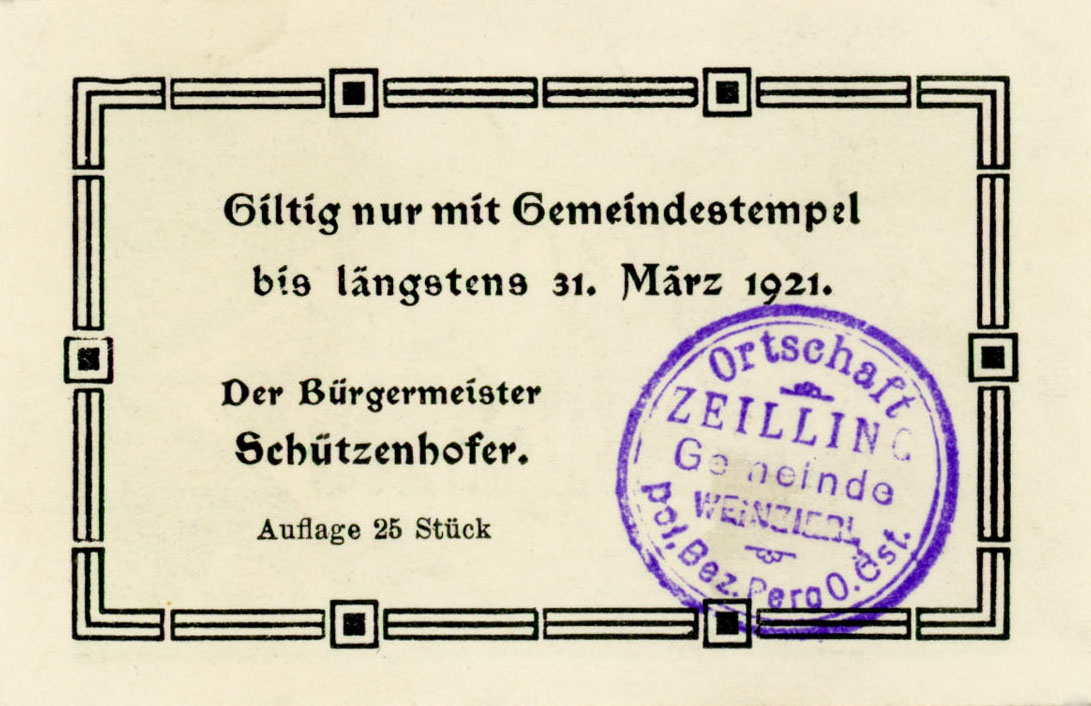 Giltig nur mit Gemeindestempel
bis längstens 31. März 1921.
Der Bürgermeister
Schützenhofer.
Auflage 25 Stück
Ortschaft
ZEILLING
Gemeinde
WEINZIERL
pol. Bez. Perg O. Öst.